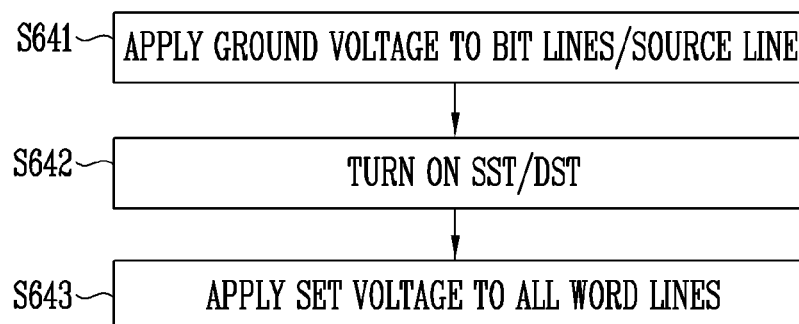 S641 APPLY GROUND VOLTAGE TO BIT LINES/SOURCE LINE
S642 TURN ON SST/DST
S643 APPLY SET VOLTAGE TO ALL WORD LINES